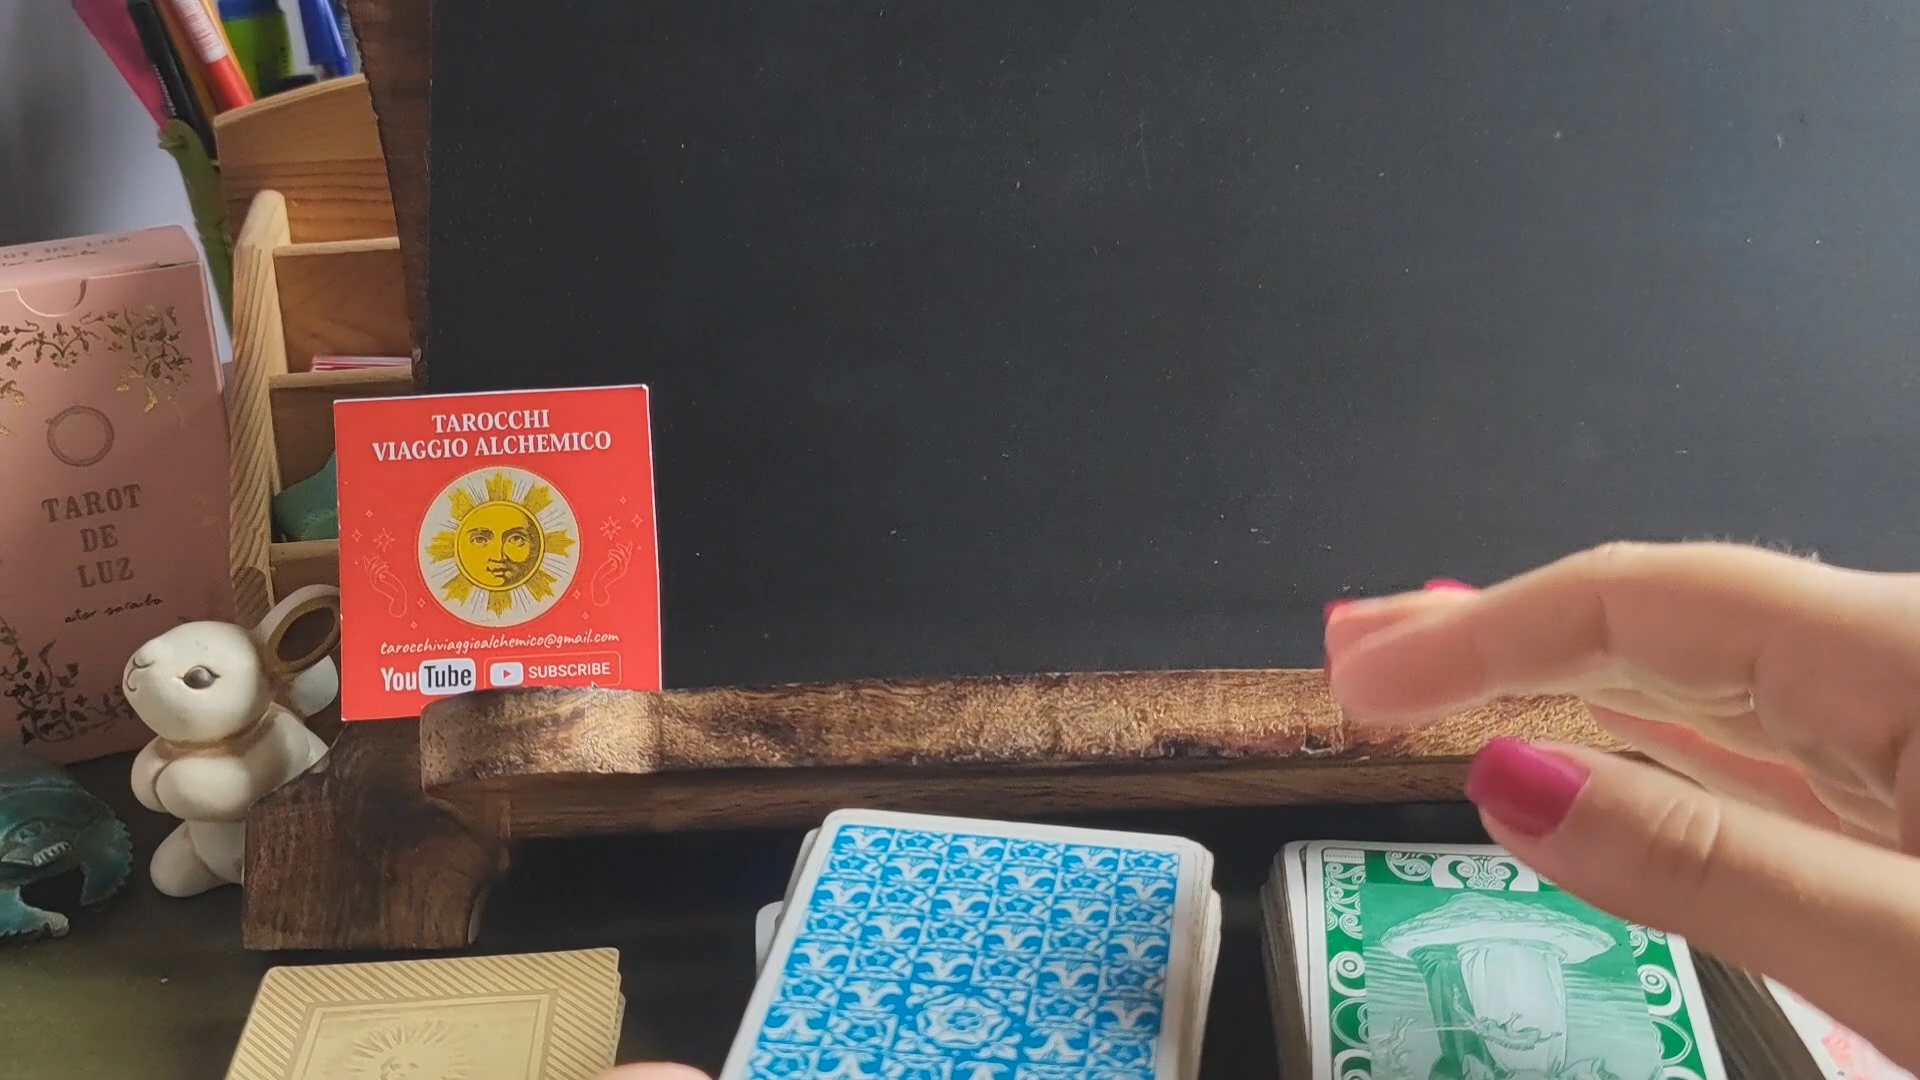 TAROT
DE
LUZ
TAROCCHI
VIAGGIO ALCHEMICO
tarocchiviaggioalchemico@gmail.com
YouTube SUBSCRIBE